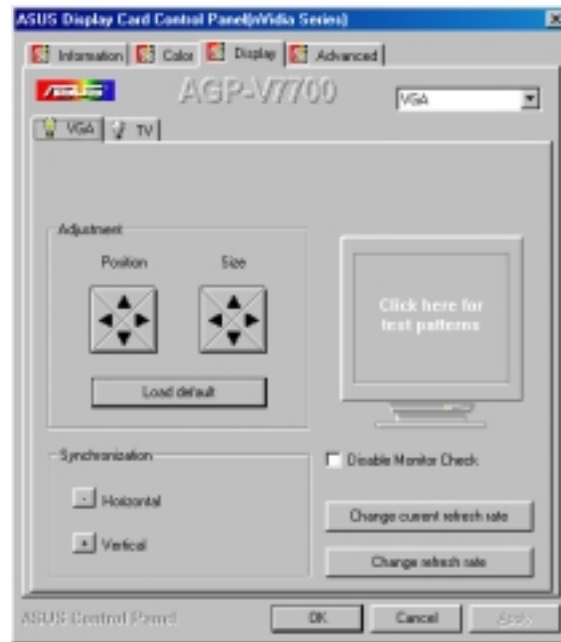 ASUS Display Card Control Panel(nVidia Series)
Information Color Display Advanced
ASUS AGP-V7700 VGA
VGA TV
Adjustment
Position Size
Click here for
test patterns
Load default
Synchronization
Disable Monitor Check
- Horizontal
Change current refresh rate
+ Vertical
Change refresh rate
ASUS Control Panel OK Cancel Apply